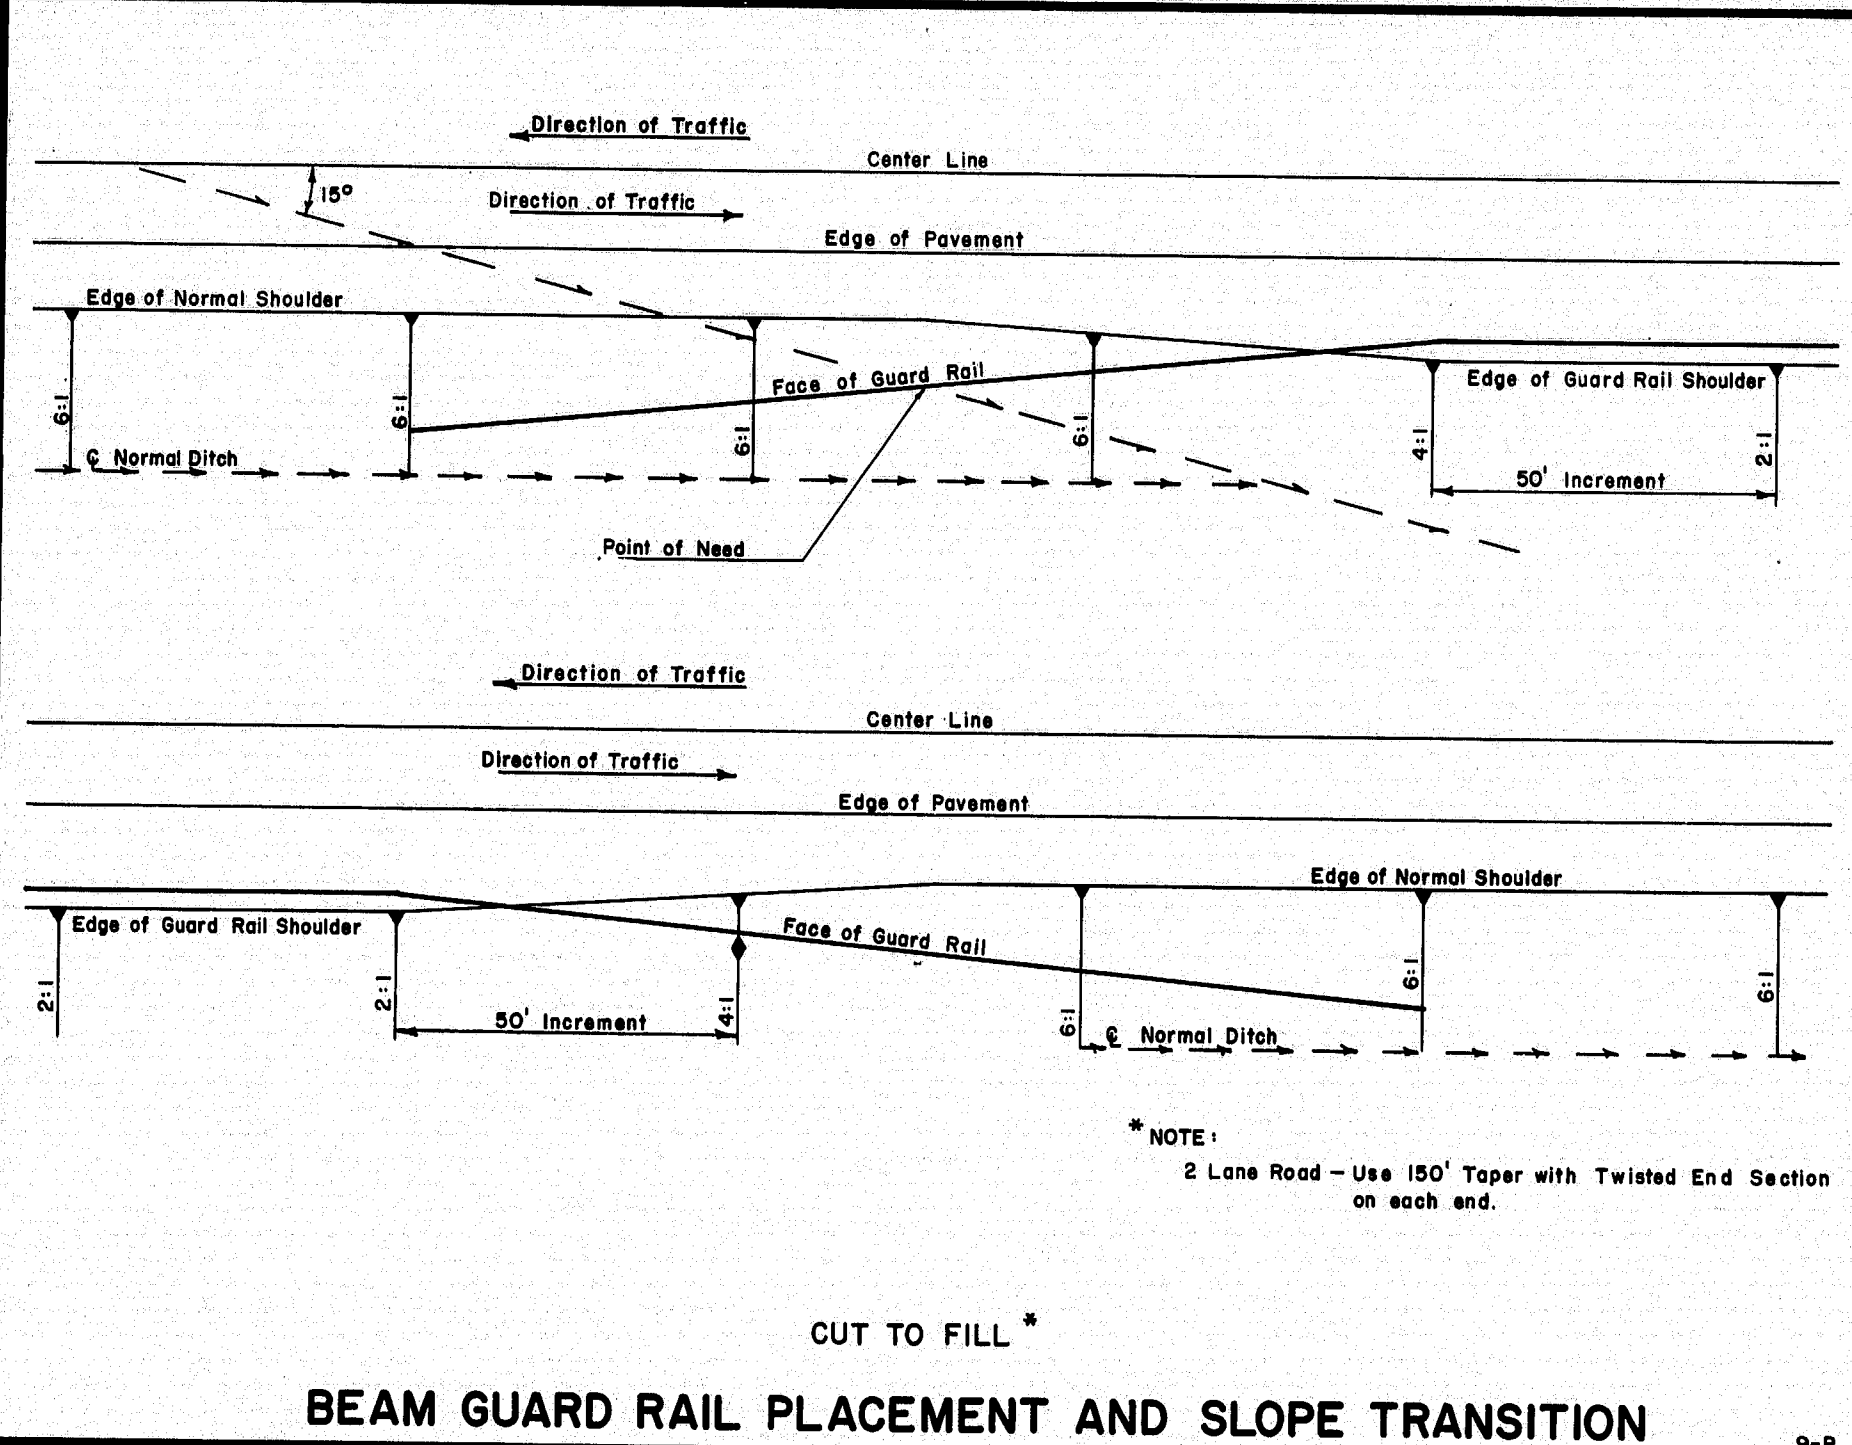 Direction of Traffic
Center Line
15°
Direction of Traffic
Edge of Pavement
Edge of Normal Shoulder
Face of Guard Rail
Edge of Guard Rail Shoulder
6:1
6:1
6:1
6:1
4:1
2:1
℄ Normal Ditch
50' Increment
Point of Need
Direction of Traffic
Center Line
Direction of Traffic
Edge of Pavement
Edge of Normal Shoulder
Edge of Guard Rail Shoulder
Face of Guard Rail
2:1
2:1
4:1
6:1
6:1
6:1
50' Increment
℄ Normal Ditch
* NOTE:
2 Lane Road – Use 150' Taper with Twisted End Section
on each end.
CUT TO FILL *
BEAM GUARD RAIL PLACEMENT AND SLOPE TRANSITION